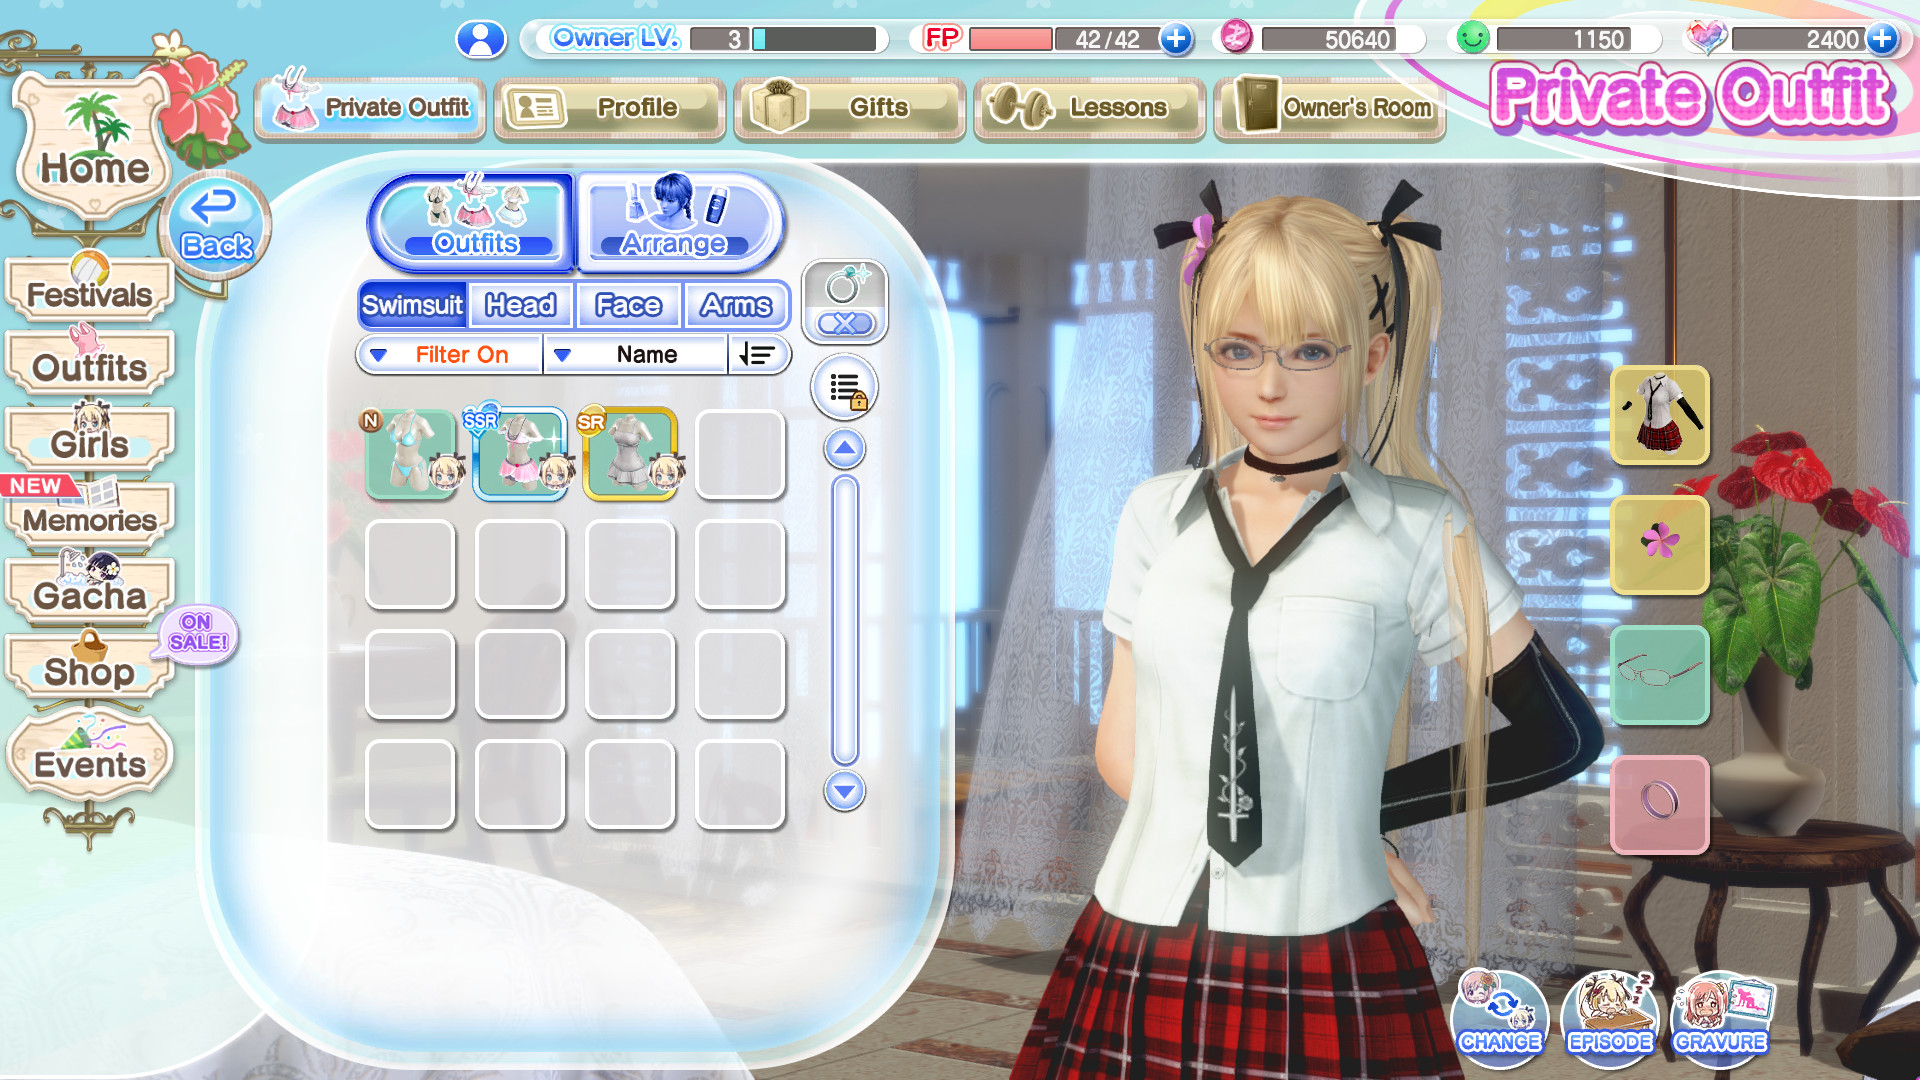 Owner LV. 3
FP 42/42
50640
1150
2400
Private Outfit
Profile
Gifts
Lessons
Owner's Room
Private Outfit
Home
Back
Festivals
Outfits
Girls
NEW
Memories
Gacha
ON
SALE!
Shop
Events
Outfits
Arrange
Swimsuit
Head
Face
Arms
Filter On
Name
N
SSR
SR
CHANGE
zzz
EPISODE
GRAVURE